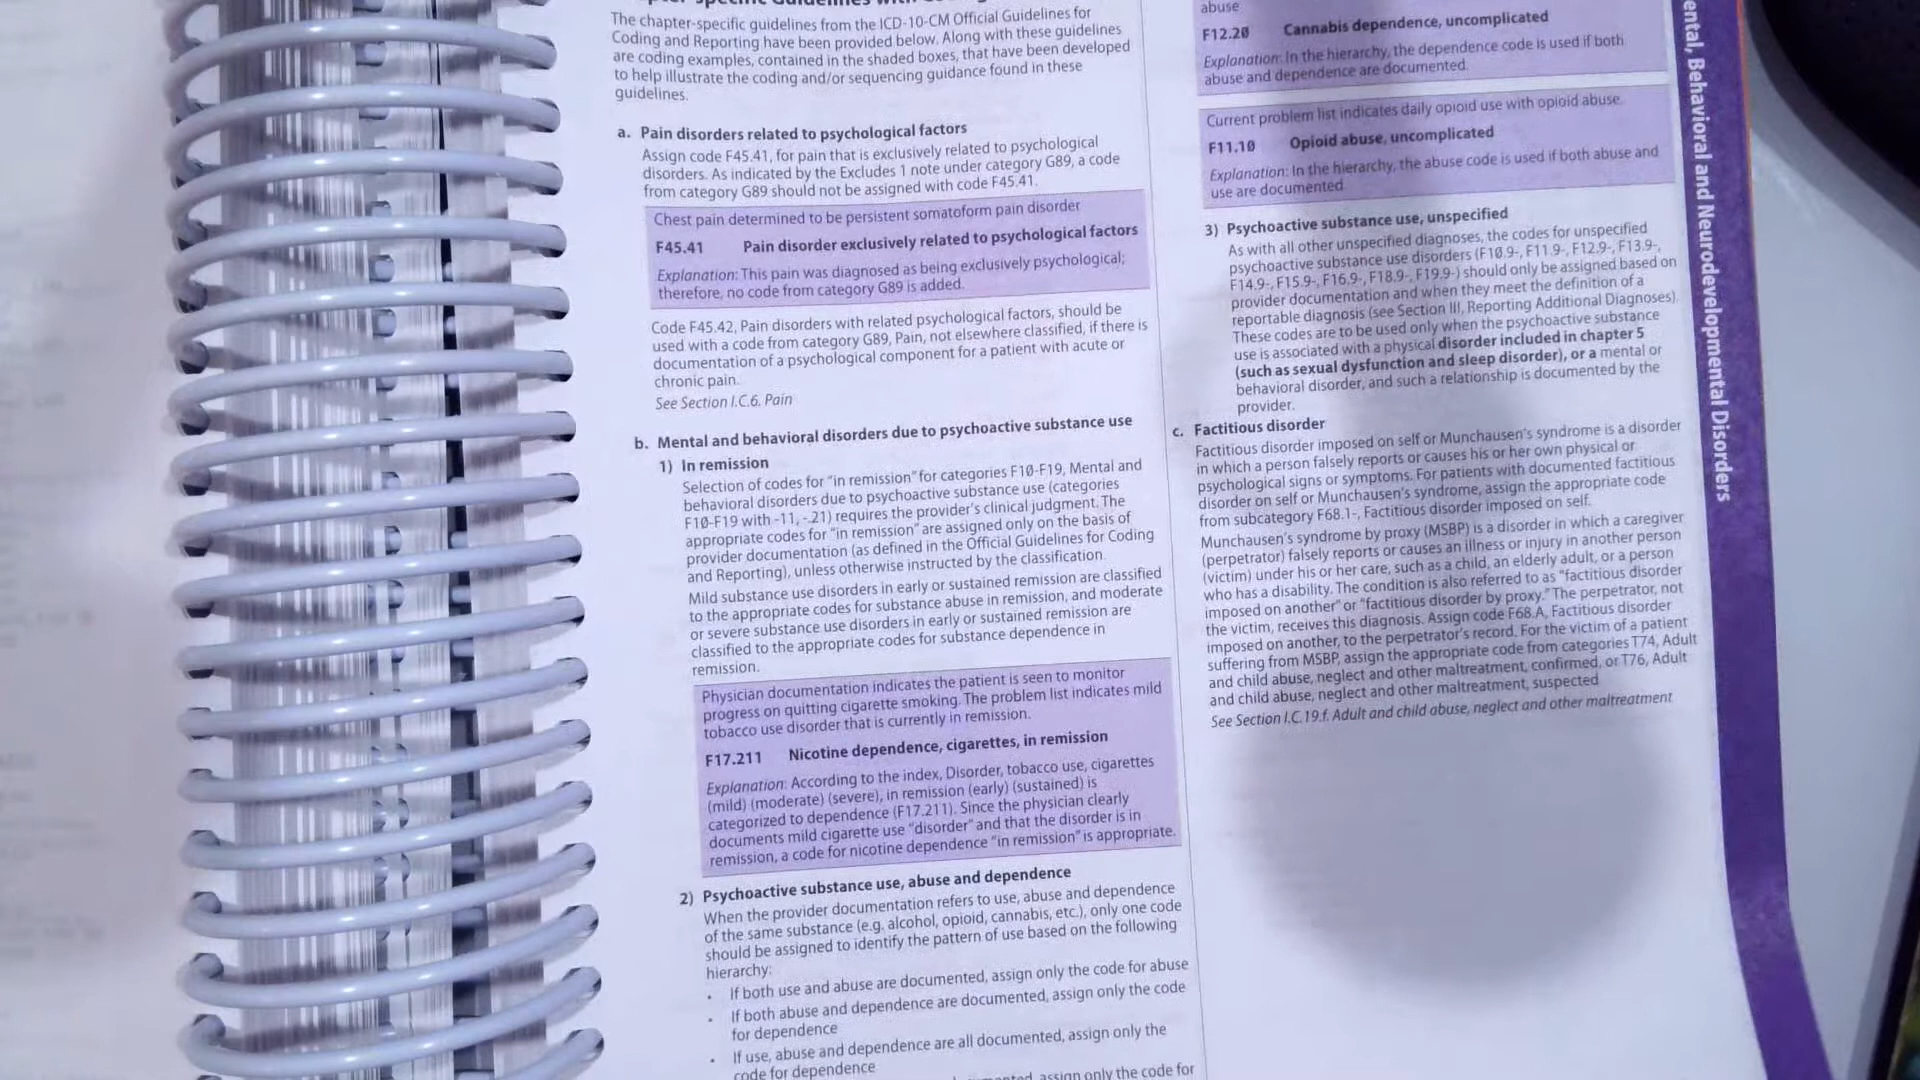 The chapter-specific guidelines from the ICD-10-CM Official Guidelines for
Coding and Reporting have been provided below. Along with these guidelines
are coding examples, contained in the shaded boxes, that have been developed
to help illustrate the coding and/or sequencing guidance found in these
guidelines.
a. Pain disorders related to psychological factors
Assign code F45.41, for pain that is exclusively related to psychological
disorders. As indicated by the Excludes 1 note under category G89, a code
from category G89 should not be assigned with code F45.41.
Chest pain determined to be persistent somatoform pain disorder
F45.41 Pain disorder exclusively related to psychological factors
Explanation: This pain was diagnosed as being exclusively psychological;
therefore, no code from category G89 is added.
Code F45.42, Pain disorders with related psychological factors, should be
used with a code from category G89, Pain, not elsewhere classified, if there is
documentation of a psychological component for a patient with acute or
chronic pain.
See Section I.C.6. Pain
b. Mental and behavioral disorders due to psychoactive substance use
1) In remission
Selection of codes for "in remission" for categories F10-F19, Mental and
behavioral disorders due to psychoactive substance use (categories
F10-F19 with -11, -.21) requires the provider's clinical judgment. The
appropriate codes for "in remission" are assigned only on the basis of
provider documentation (as defined in the Official Guidelines for Coding
and Reporting), unless otherwise instructed by the classification.
Mild substance use disorders in early or sustained remission are classified
to the appropriate codes for substance abuse in remission, and moderate
or severe substance use disorders in early or sustained remission are
classified to the appropriate codes for substance dependence in
remission.
Physician documentation indicates the patient is seen to monitor
progress on quitting cigarette smoking. The problem list indicates mild
tobacco use disorder that is currently in remission.
F17.211 Nicotine dependence, cigarettes, in remission
Explanation: According to the index, Disorder, tobacco use, cigarettes
(mild) (moderate) (severe), in remission (early) (sustained) is
categorized to dependence (F17.211). Since the physician clearly
documents mild cigarette use "disorder" and that the disorder is in
remission, a code for nicotine dependence "in remission" is appropriate.
2) Psychoactive substance use, abuse and dependence
When the provider documentation refers to use, abuse and dependence
of the same substance (e.g. alcohol, opioid, cannabis, etc.), only one code
should be assigned to identify the pattern of use based on the following
hierarchy:
• If both use and abuse are documented, assign only the code for abuse
• If both abuse and dependence are documented, assign only the code
for dependence
• If use, abuse and dependence are all documented, assign only the
code for dependence
assign only the code for
abuse
F12.20 Cannabis dependence, uncomplicated
Explanation: In the hierarchy, the dependence code is used if both
abuse and dependence are documented.
Current problem list indicates daily opioid use with opioid abuse.
F11.10 Opioid abuse, uncomplicated
Explanation: In the hierarchy, the abuse code is used if both abuse and
use are documented.
3) Psychoactive substance use, unspecified
As with all other unspecified diagnoses, the codes for unspecified
psychoactive substance use disorders (F10.9-, F11.9-, F12.9-, F13.9-,
F14.9-, F15.9-, F16.9-, F18.9-, F19.9-) should only be assigned based on
provider documentation and when they meet the definition of a
reportable diagnosis (see Section III, Reporting Additional Diagnoses).
These codes are to be used only when the psychoactive substance
use is associated with a physical disorder included in chapter 5
(such as sexual dysfunction and sleep disorder), or a mental or
behavioral disorder, and such a relationship is documented by the
provider.
c. Factitious disorder
Factitious disorder imposed on self or Munchausen's syndrome is a disorder
in which a person falsely reports or causes his or her own physical or
psychological signs or symptoms. For patients with documented factitious
disorder on self or Munchausen's syndrome, assign the appropriate code
from subcategory F68.1-, Factitious disorder imposed on self.
Munchausen's syndrome by proxy (MSBP) is a disorder in which a caregiver
(perpetrator) falsely reports or causes an illness or injury in another person
(victim) under his or her care, such as a child, an elderly adult, or a person
who has a disability. The condition is also referred to as "factitious disorder
imposed on another" or "factitious disorder by proxy." The perpetrator, not
the victim, receives this diagnosis. Assign code F68.A, Factitious disorder
imposed on another, to the perpetrator's record. For the victim of a patient
suffering from MSBP, assign the appropriate code from categories T74, Adult
and child abuse, neglect and other maltreatment, confirmed, or T76, Adult
and child abuse, neglect and other maltreatment, suspected
See Section I.C.19.f. Adult and child abuse, neglect and other maltreatment
ental, Behavioral and Neurodevelopmental Disorders